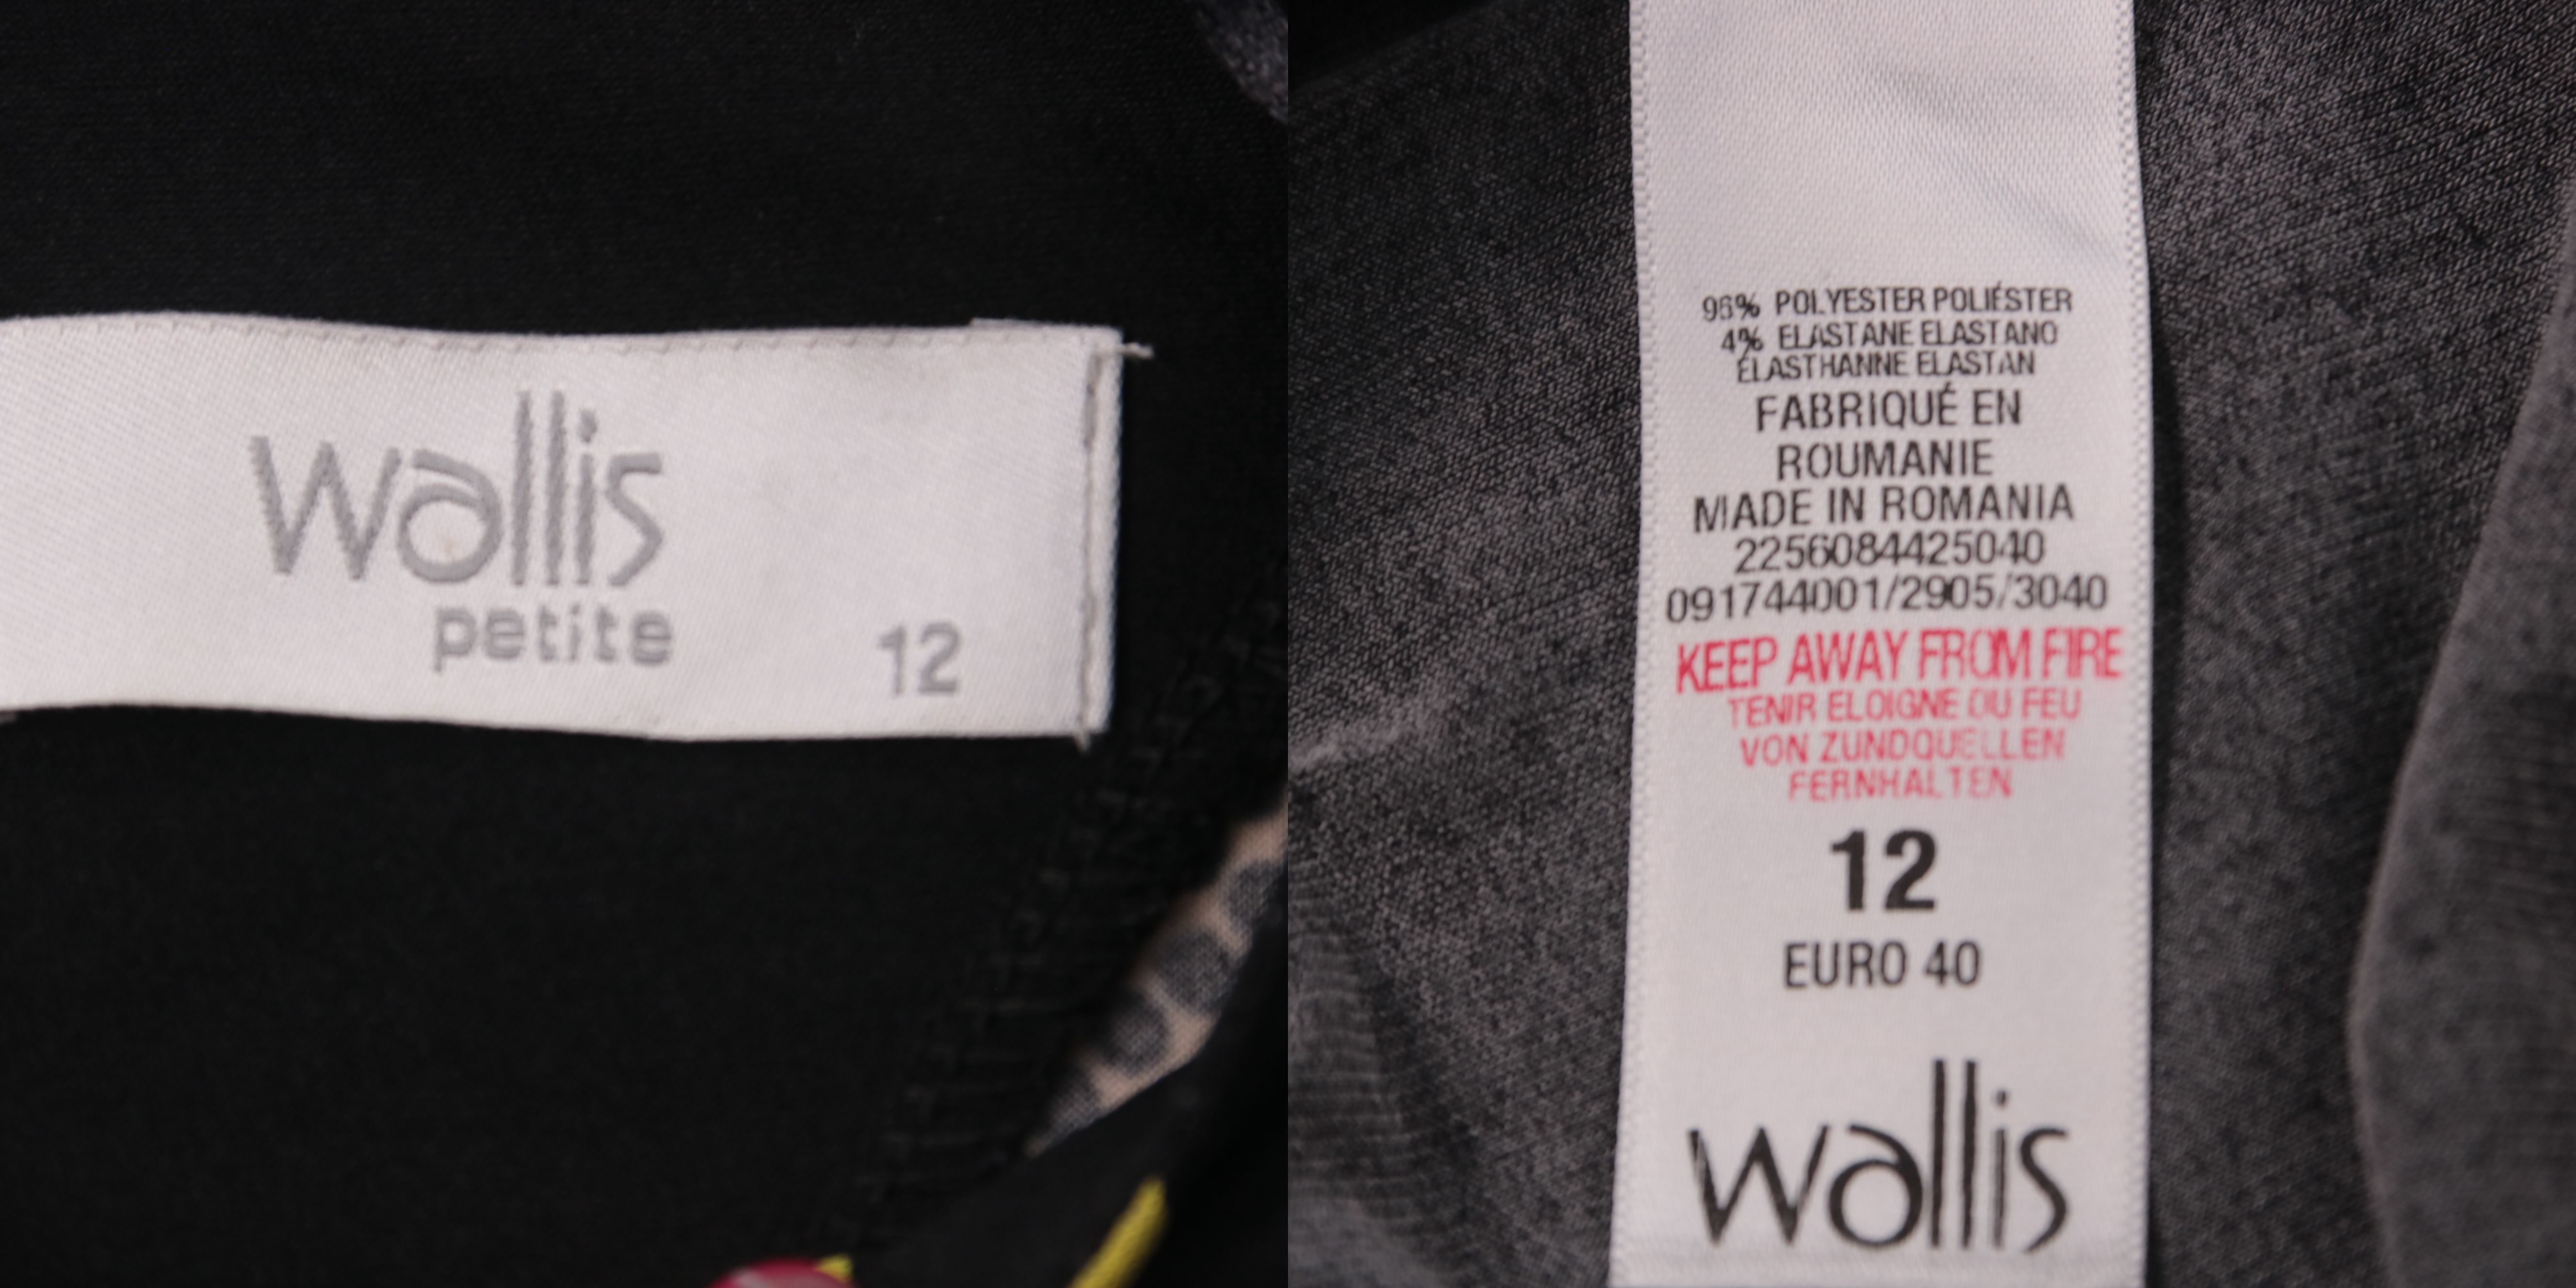 wallis
petite
12
96% POLYESTER POLIÉSTER
4% ELASTANE ELASTANO
ÉLASTHANNE ELASTAN
FABRIQUÉ EN
ROUMANIE
MADE IN ROMANIA
2256084425040
091744001/2905/3040
KEEP AWAY FROM FIRE
TENIR ELOIGNE DU FEU
VON ZUNDQUELLEN
FERNHALTEN
12
EURO 40
wallis